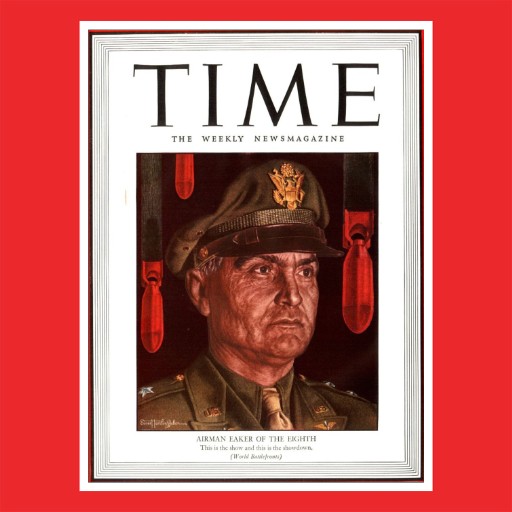 TIME
THE WEEKLY NEWSMAGAZINE
AIRMAN EAKER OF THE EIGHTH
This is the show and this is the showdown.
(World Battlefronts)